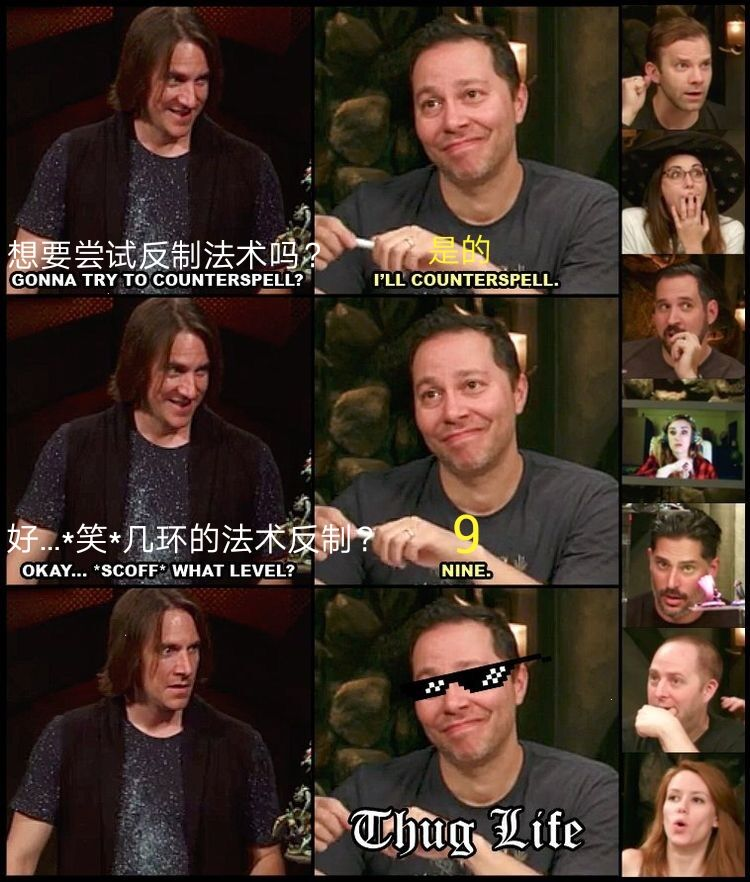 想要尝试反制法术吗？
GONNA TRY TO COUNTERSPELL?
是的
I'LL COUNTERSPELL.
好...*笑*几环的法术反制？
OKAY... *SCOFF* WHAT LEVEL?
9
NINE.
Thug Life